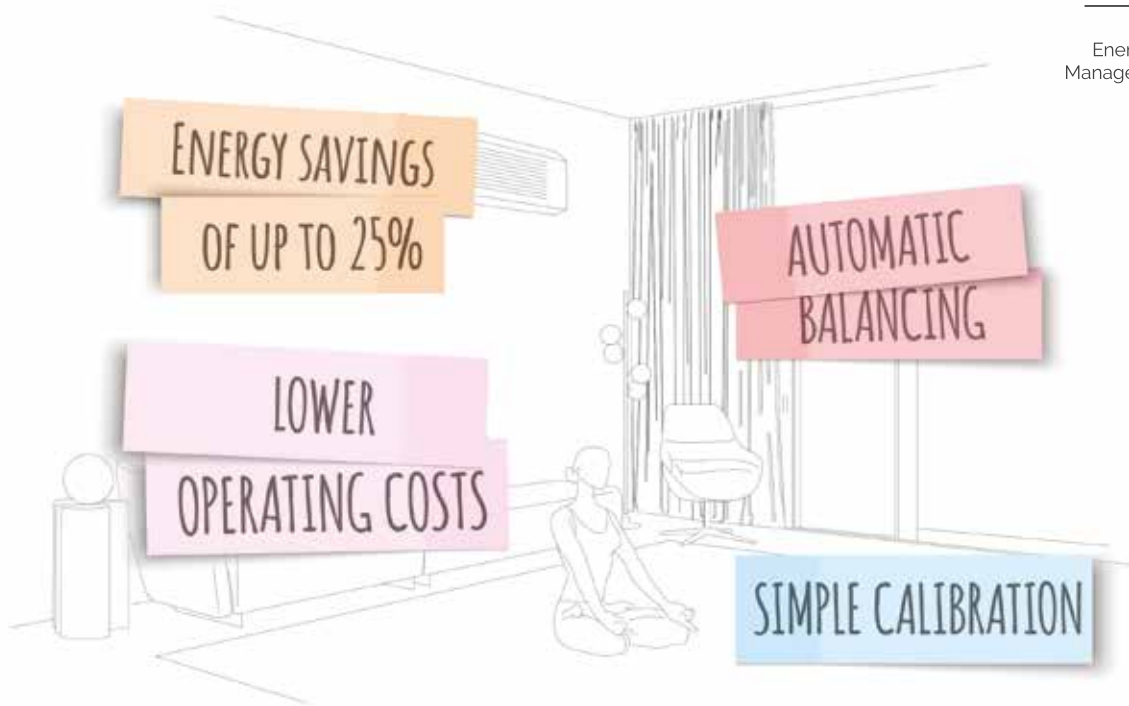 ENERGY SAVINGS
OF UP TO 25%
AUTOMATIC
BALANCING
LOWER
OPERATING COSTS
SIMPLE CALIBRATION